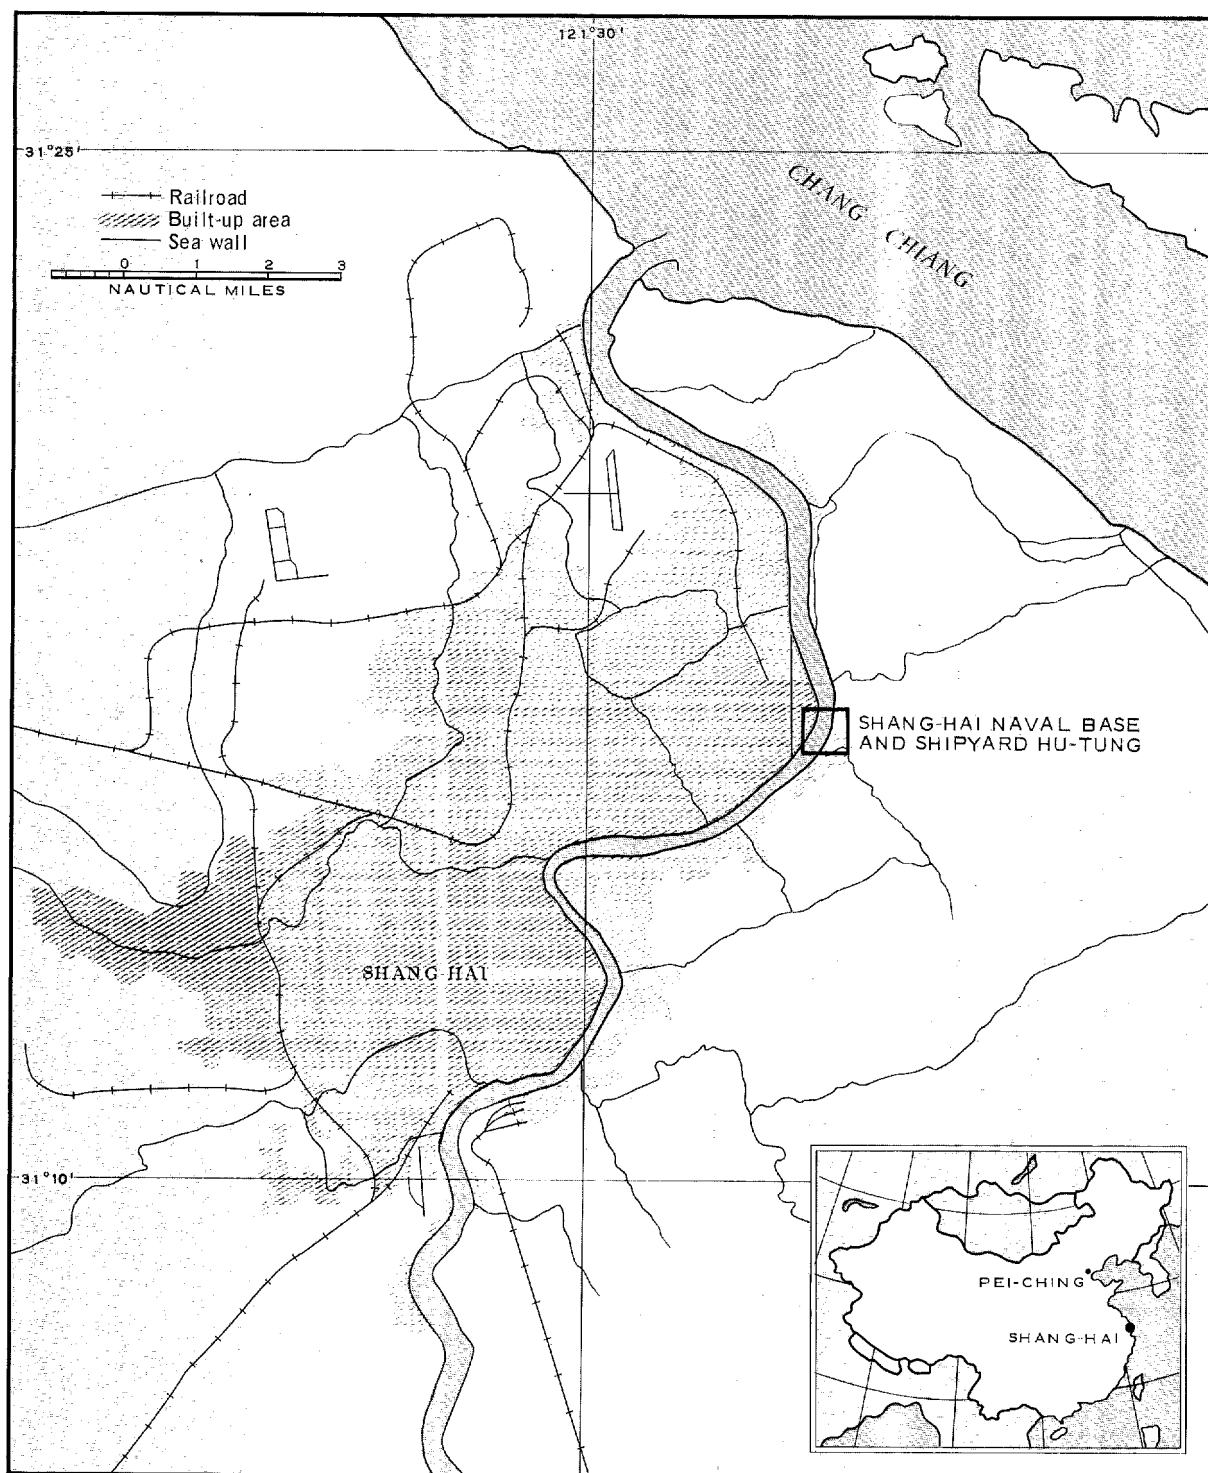 121°30'
31°25'
CHANG CHIANG
Railroad
Built-up area
Sea wall
0 1 2 3
NAUTICAL MILES
SHANG-HAI NAVAL BASE
AND SHIPYARD HU-TUNG
SHANG HAI
31°10'
PEI-CHING
SHANG-HAI